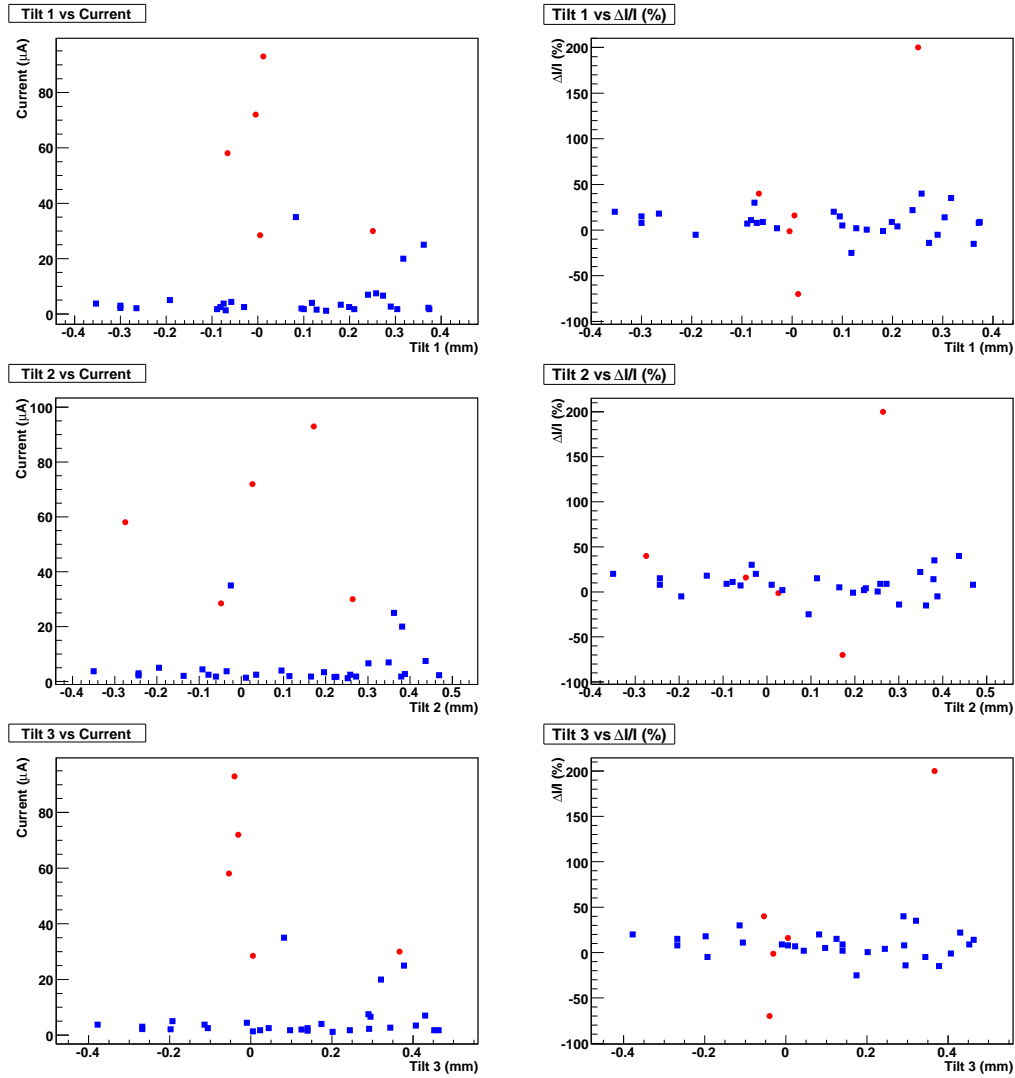 Tilt 1 vs Current
Current (μA)
80
60
40
20
0
-0.4 -0.3 -0.2 -0.1 -0 0.1 0.2 0.3 0.4
Tilt 1 (mm)
Tilt 1 vs ΔI/I (%)
ΔI/I (%)
200
150
100
50
0
-50
-100
-0.4 -0.3 -0.2 -0.1 -0 0.1 0.2 0.3 0.4
Tilt 1 (mm)
Tilt 2 vs Current
Current (μA)
100
80
60
40
20
0
-0.4 -0.3 -0.2 -0.1 0 0.1 0.2 0.3 0.4 0.5
Tilt 2 (mm)
Tilt 2 vs ΔI/I (%)
ΔI/I (%)
200
150
100
50
0
-50
-100
-0.4 -0.3 -0.2 -0.1 0 0.1 0.2 0.3 0.4 0.5
Tilt 2 (mm)
Tilt 3 vs Current
Current (μA)
80
60
40
20
0
-0.4 -0.2 0 0.2 0.4
Tilt 3 (mm)
Tilt 3 vs ΔI/I (%)
ΔI/I (%)
200
150
100
50
0
-50
-100
-0.4 -0.2 0 0.2 0.4
Tilt 3 (mm)